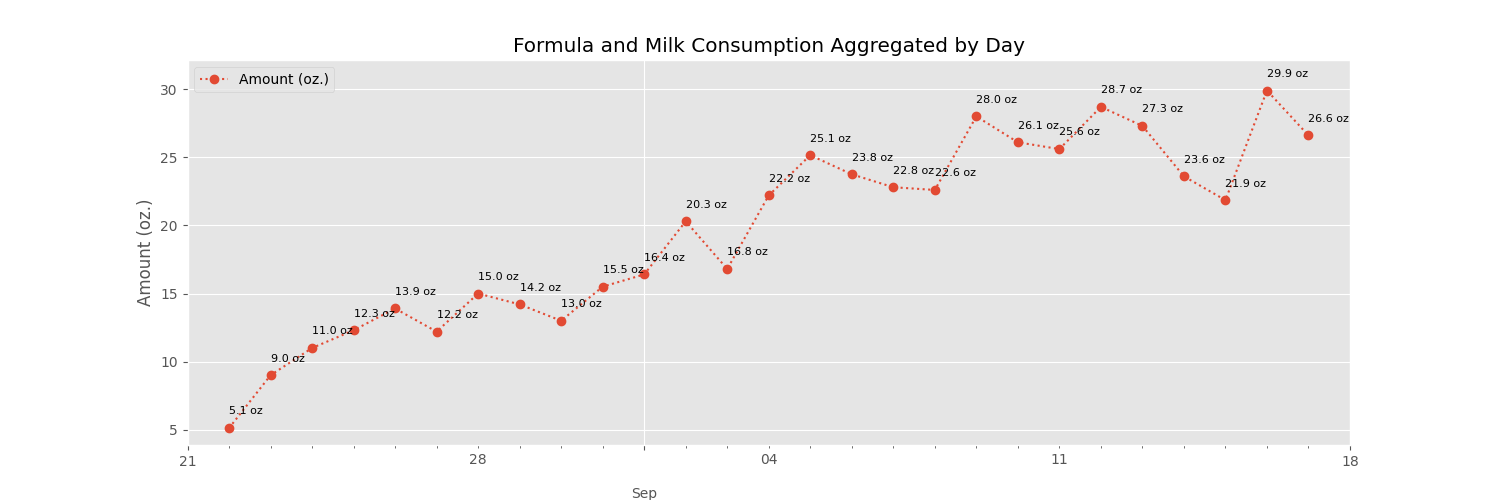 Formula and Milk Consumption Aggregated by Day
Amount (oz.)
Amount (oz.)
30
25
20
15
10
5
5.1 oz
9.0 oz
11.0 oz
12.3 oz
13.9 oz
12.2 oz
15.0 oz
14.2 oz
13.0 oz
15.5 oz
16.4 oz
20.3 oz
16.8 oz
22.2 oz
25.1 oz
23.8 oz
22.8 oz
22.6 oz
28.0 oz
26.1 oz
25.6 oz
28.7 oz
27.3 oz
23.6 oz
21.9 oz
29.9 oz
26.6 oz
21 28 04 11 18
Sep